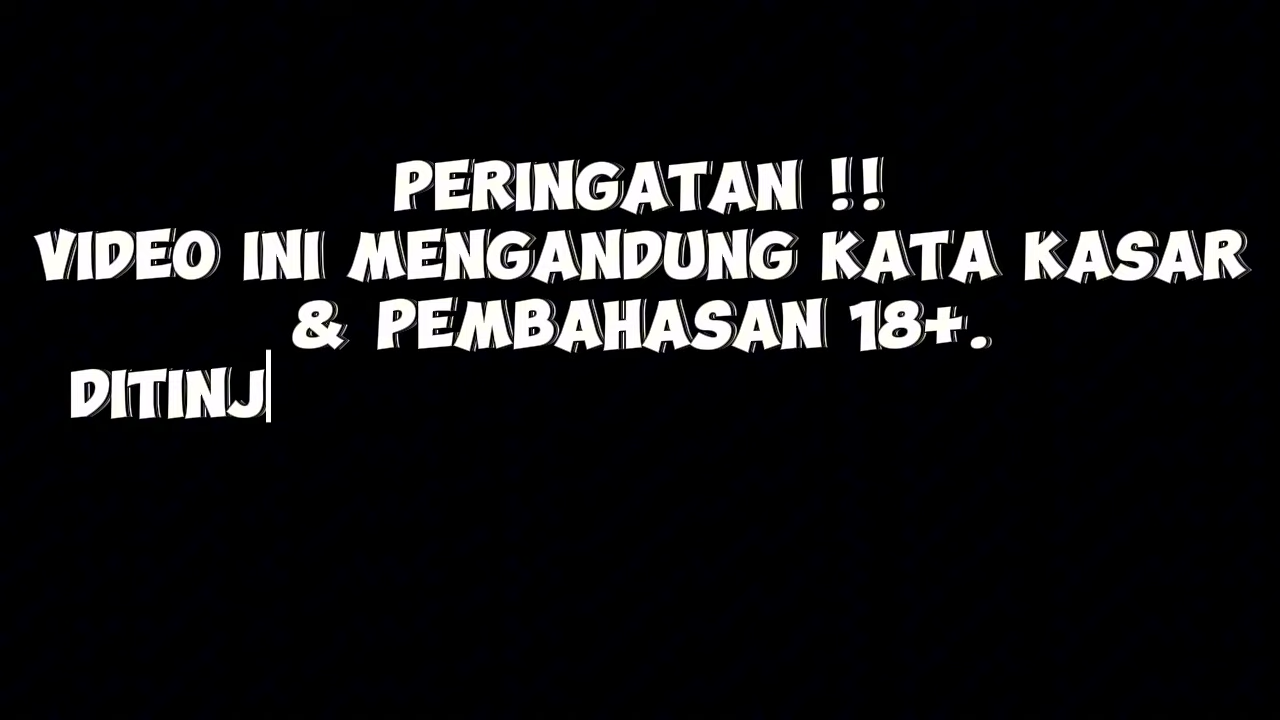 PERINGATAN !!
VIDEO INI MENGANDUNG KATA KASAR
& PEMBAHASAN 18+.
DITINJ